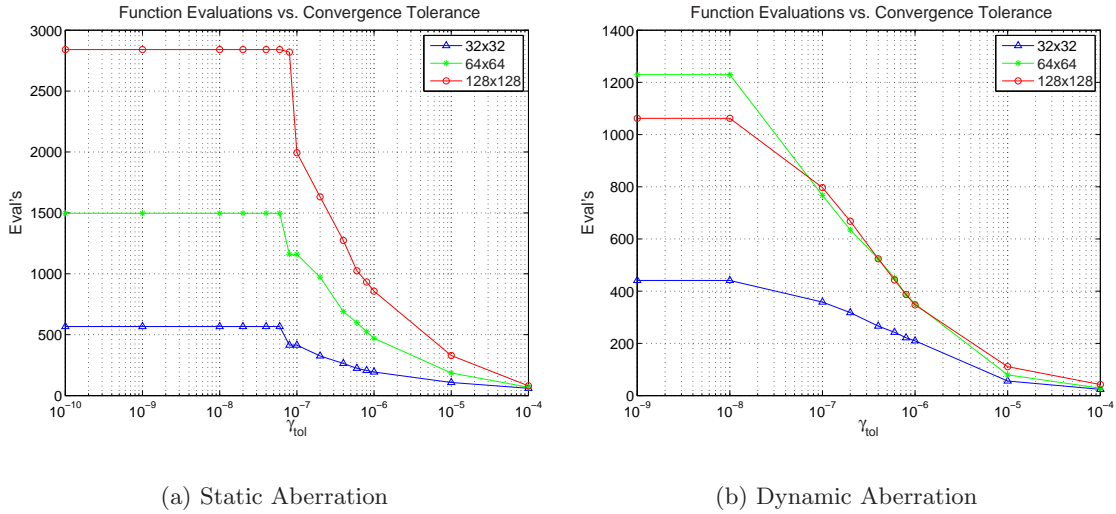 Function Evaluations vs. Convergence Tolerance
3000
2500
2000
1500
1000
500
0
Eval's
32x32
64x64
128x128
10⁻¹⁰
10⁻⁹
10⁻⁸
10⁻⁷
10⁻⁶
10⁻⁵
10⁻⁴
γtol
(a) Static Aberration
Function Evaluations vs. Convergence Tolerance
1400
1200
1000
800
600
400
200
0
Eval's
32x32
64x64
128x128
10⁻⁹
10⁻⁸
10⁻⁷
10⁻⁶
10⁻⁵
10⁻⁴
γtol
(b) Dynamic Aberration